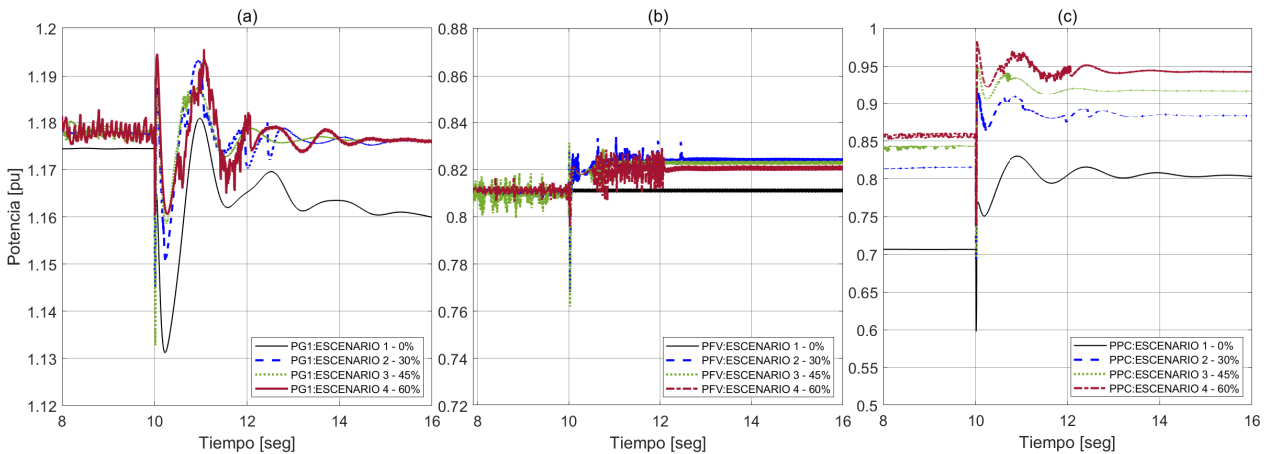 (a)
Potencia [pu]
1.2
1.19
1.18
1.17
1.16
1.15
1.14
1.13
1.12
8
10
12
14
16
Tiempo [seg]
PG1:ESCENARIO 1 - 0%
PG1:ESCENARIO 2 - 30%
PG1:ESCENARIO 3 - 45%
PG1:ESCENARIO 4 - 60%
(b)
0.88
0.86
0.84
0.82
0.8
0.78
0.76
0.74
0.72
8
10
12
14
16
Tiempo [seg]
PFV:ESCENARIO 1 - 0%
PFV:ESCENARIO 2 - 30%
PFV:ESCENARIO 3 - 45%
PFV:ESCENARIO 4 - 60%
(c)
1
0.95
0.9
0.85
0.8
0.75
0.7
0.65
0.6
0.55
0.5
8
10
12
14
16
Tiempo [seg]
PPC:ESCENARIO 1 - 0%
PPC:ESCENARIO 2 - 30%
PPC:ESCENARIO 3 - 45%
PPC:ESCENARIO 4 - 60%